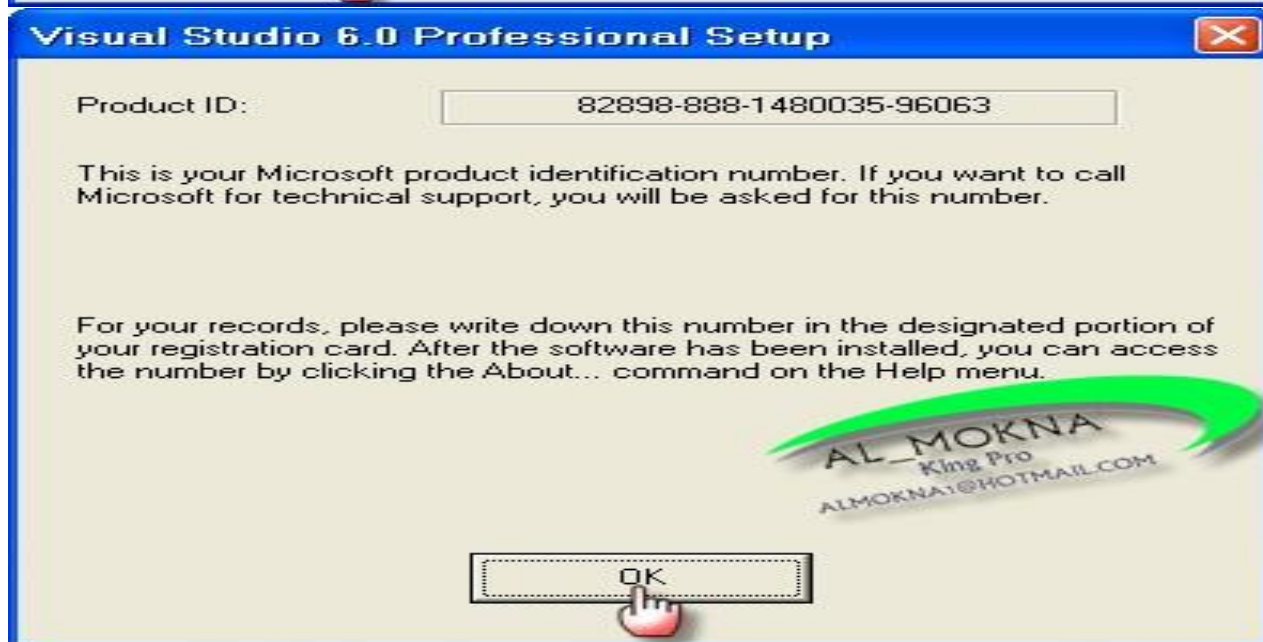 Visual Studio 6.0 Professional Setup
Product ID: 82898-888-1480035-96063
This is your Microsoft product identification number. If you want to call
Microsoft for technical support, you will be asked for this number.
For your records, please write down this number in the designated portion of
your registration card. After the software has been installed, you can access
the number by clicking the About... command on the Help menu.
AL_MOKNA
King Pro
ALMOKNA1@HOTMAIL.COM
OK